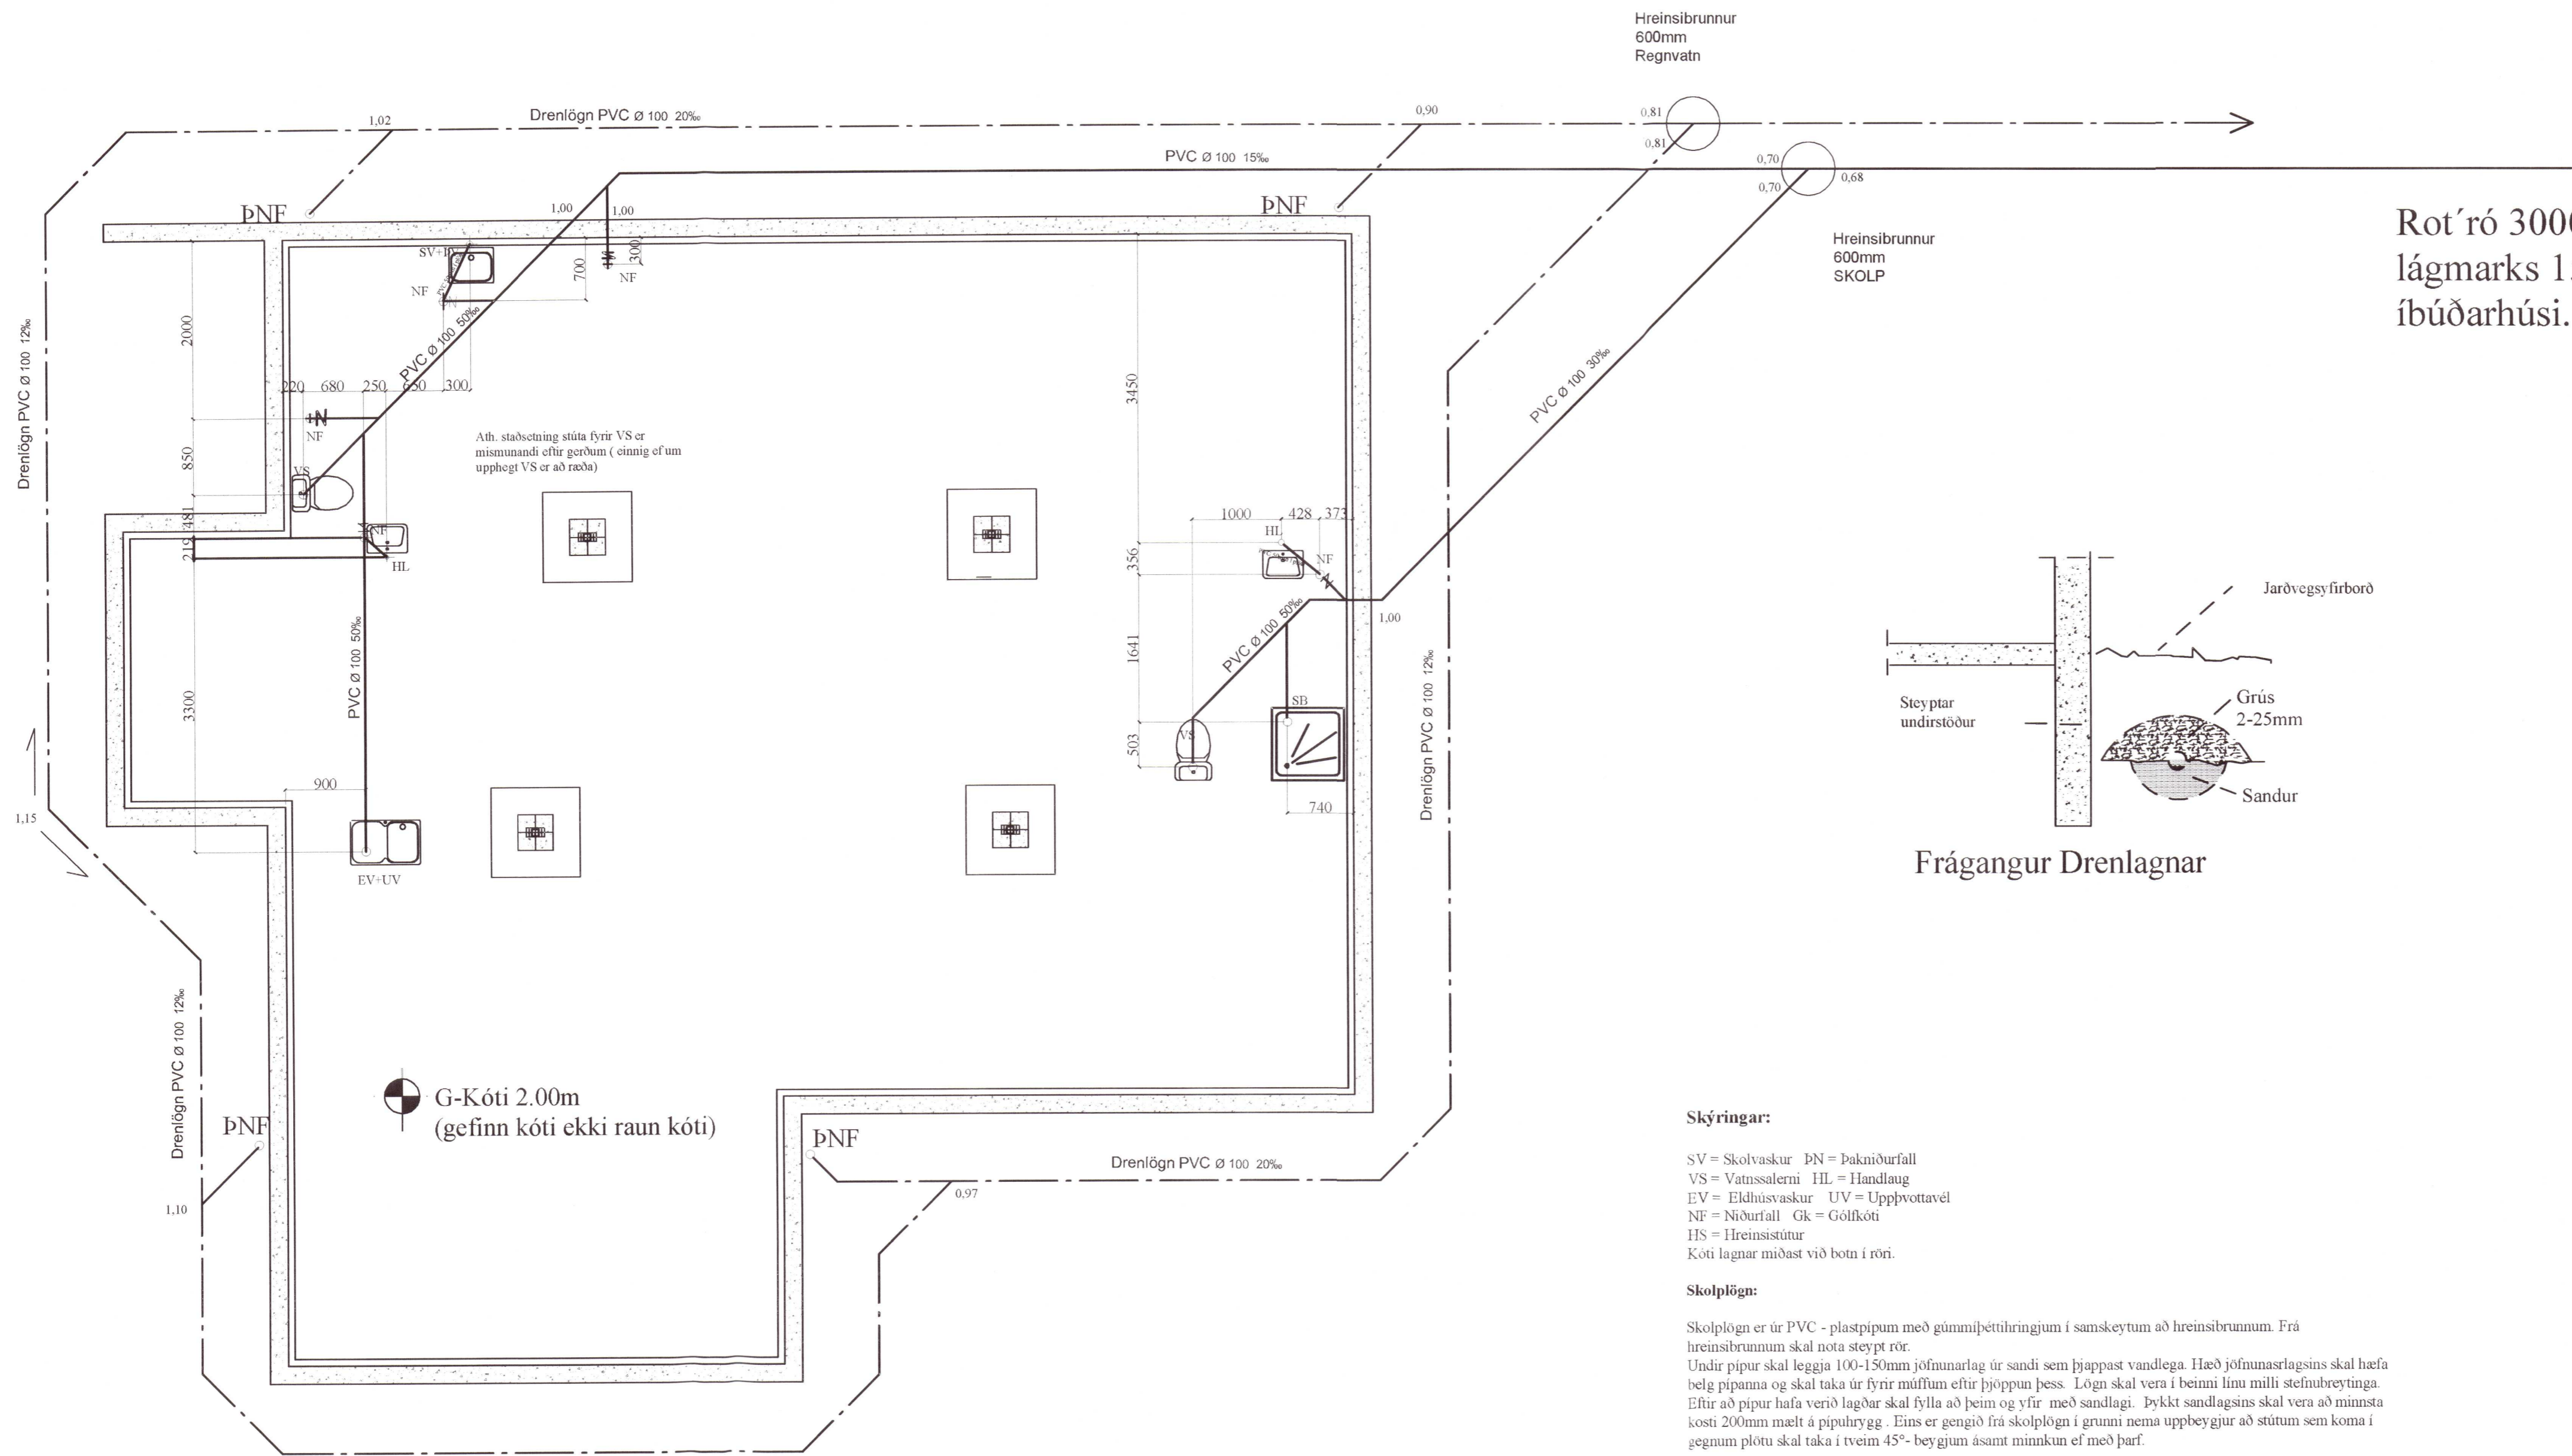 Hreinsibrunnur
600mm
Regnvatn
1,02
Drenlögn PVC Ø 100 20‰
0,90
0,81
0,81
PVC Ø 100 15‰
0,70
0,70
0,68
ÞNF
1,00
1,00
ÞNF
Hreinsibrunnur
600mm
SKOLP
Rot´ró 300
lágmarks 1
íbúðarhúsi.
NF
700
300
NF
Drenlögn PVC Ø 100 12‰
2000
PVC Ø 100 50‰
220 680 250 650 300
NF
3450
PVC Ø 100 30‰
Ath. staðsetning stúta fyrir VS er
mismunandi eftir gerðum ( einnig ef um
upphegt VS er að ræða)
850
VS
481
219
NF
HL
1000 428 373
HL
356
NF
1,00
PVC Ø 100 50‰
1641
PVC Ø 100 50‰
3300
SB
VS
503
740
Drenlögn PVC Ø 100 12‰
900
1,15
EV+UV
Jarðvegsyfirborð
Steyptar
undirstöður
Grús
2-25mm
Sandur
Frágangur Drenlagnar
Drenlögn PVC Ø 100 12‰
G-Kóti 2.00m
(gefinn kóti ekki raun kóti)
ÞNF
ÞNF
1,10
Drenlögn PVC Ø 100 20‰
0,97
Skýringar:
SV = Skolvaskur ÞN = Þakniðurfall
VS = Vatnssalerni HL = Handlaug
EV = Eldhúsvaskur UV = Uppþvottavél
NF = Niðurfall Gk = Gólfkóti
HS = Hreinsistútur
Kóti lagnar miðast við botn í röri.
Skolplögn:
Skolplögn er úr PVC - plastpípum með gúmmíþéttihringjum í samskeytum að hreinsibrunnum. Frá
hreinsibrunnum skal nota steypt rör.
Undir pípur skal leggja 100-150mm jöfnunarlag úr sandi sem þjappast vandlega. Hæð jöfnunasrlagsins skal hæfa
belg pípanna og skal taka úr fyrir múffum eftir þjöppun þess. Lögn skal vera í beinni línu milli stefnubreytinga.
Eftir að pípur hafa verið lagðar skal fylla að þeim og yfir með sandlagi. Þykkt sandlagsins skal vera að minnsta
kosti 200mm mælt á pípuhrygg . Eins er gengið frá skolplögn í grunni nema uppbeygjur að stútum sem koma í
gegnum plötu skal taka í tveim 45°- beygjum ásamt minnkun ef með þarf.